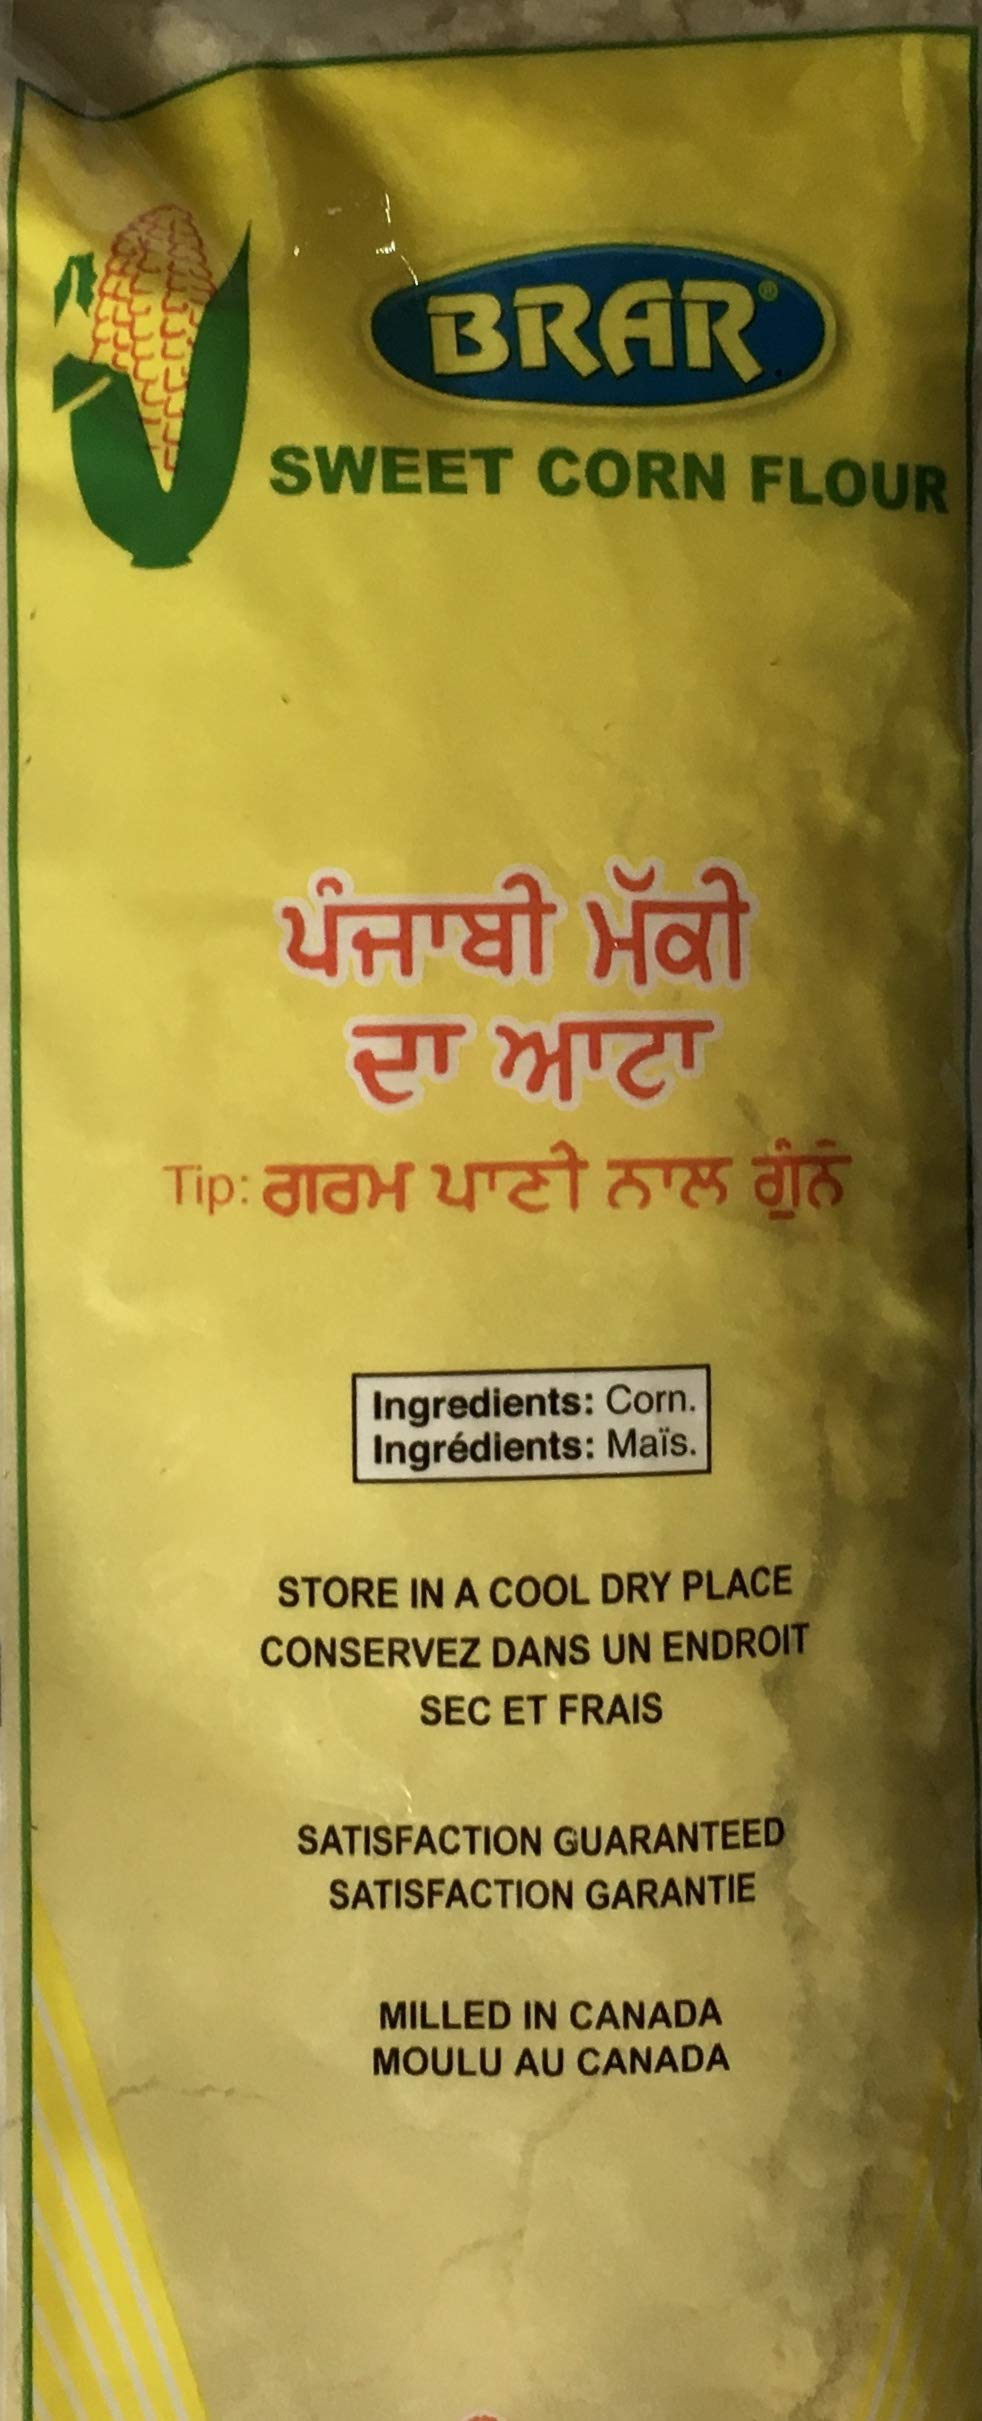 BRAR®
SWEET CORN FLOUR
ਪੰਜਾਬੀ ਮੱਕੀ
ਦਾ ਆਟਾ
Tip: ਗਰਮ ਪਾਣੀ ਨਾਲ ਗੁੰਨੋ
Ingredients: Corn.
Ingrédients: Maïs.
STORE IN A COOL DRY PLACE
CONSERVEZ DANS UN ENDROIT
SEC ET FRAIS
SATISFACTION GUARANTEED
SATISFACTION GARANTIE
MILLED IN CANADA
MOULU AU CANADA